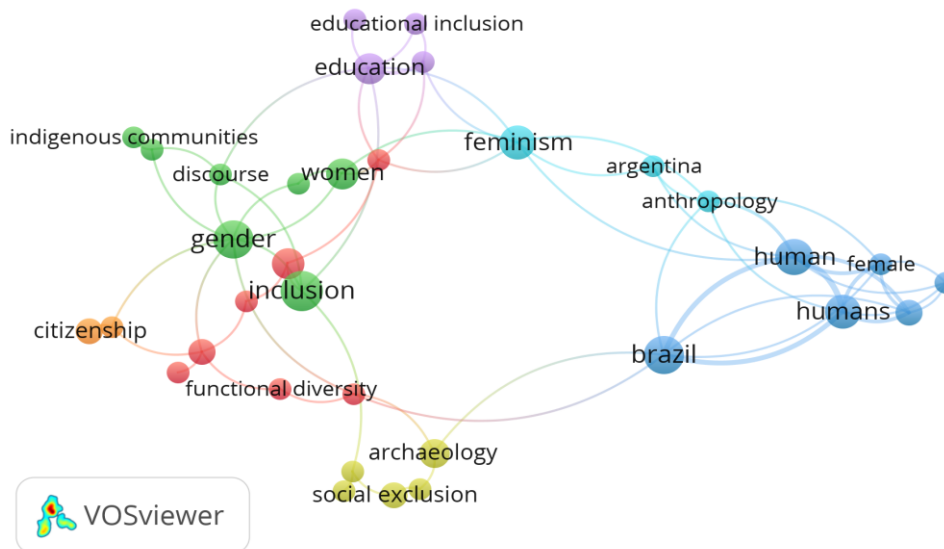 educational inclusion
education
indigenous communities
feminism
women
discourse
argentina
anthropology
gender
human
female
inclusion
humans
citizenship
brazil
functional diversity
archaeology
social exclusion
VOSviewer